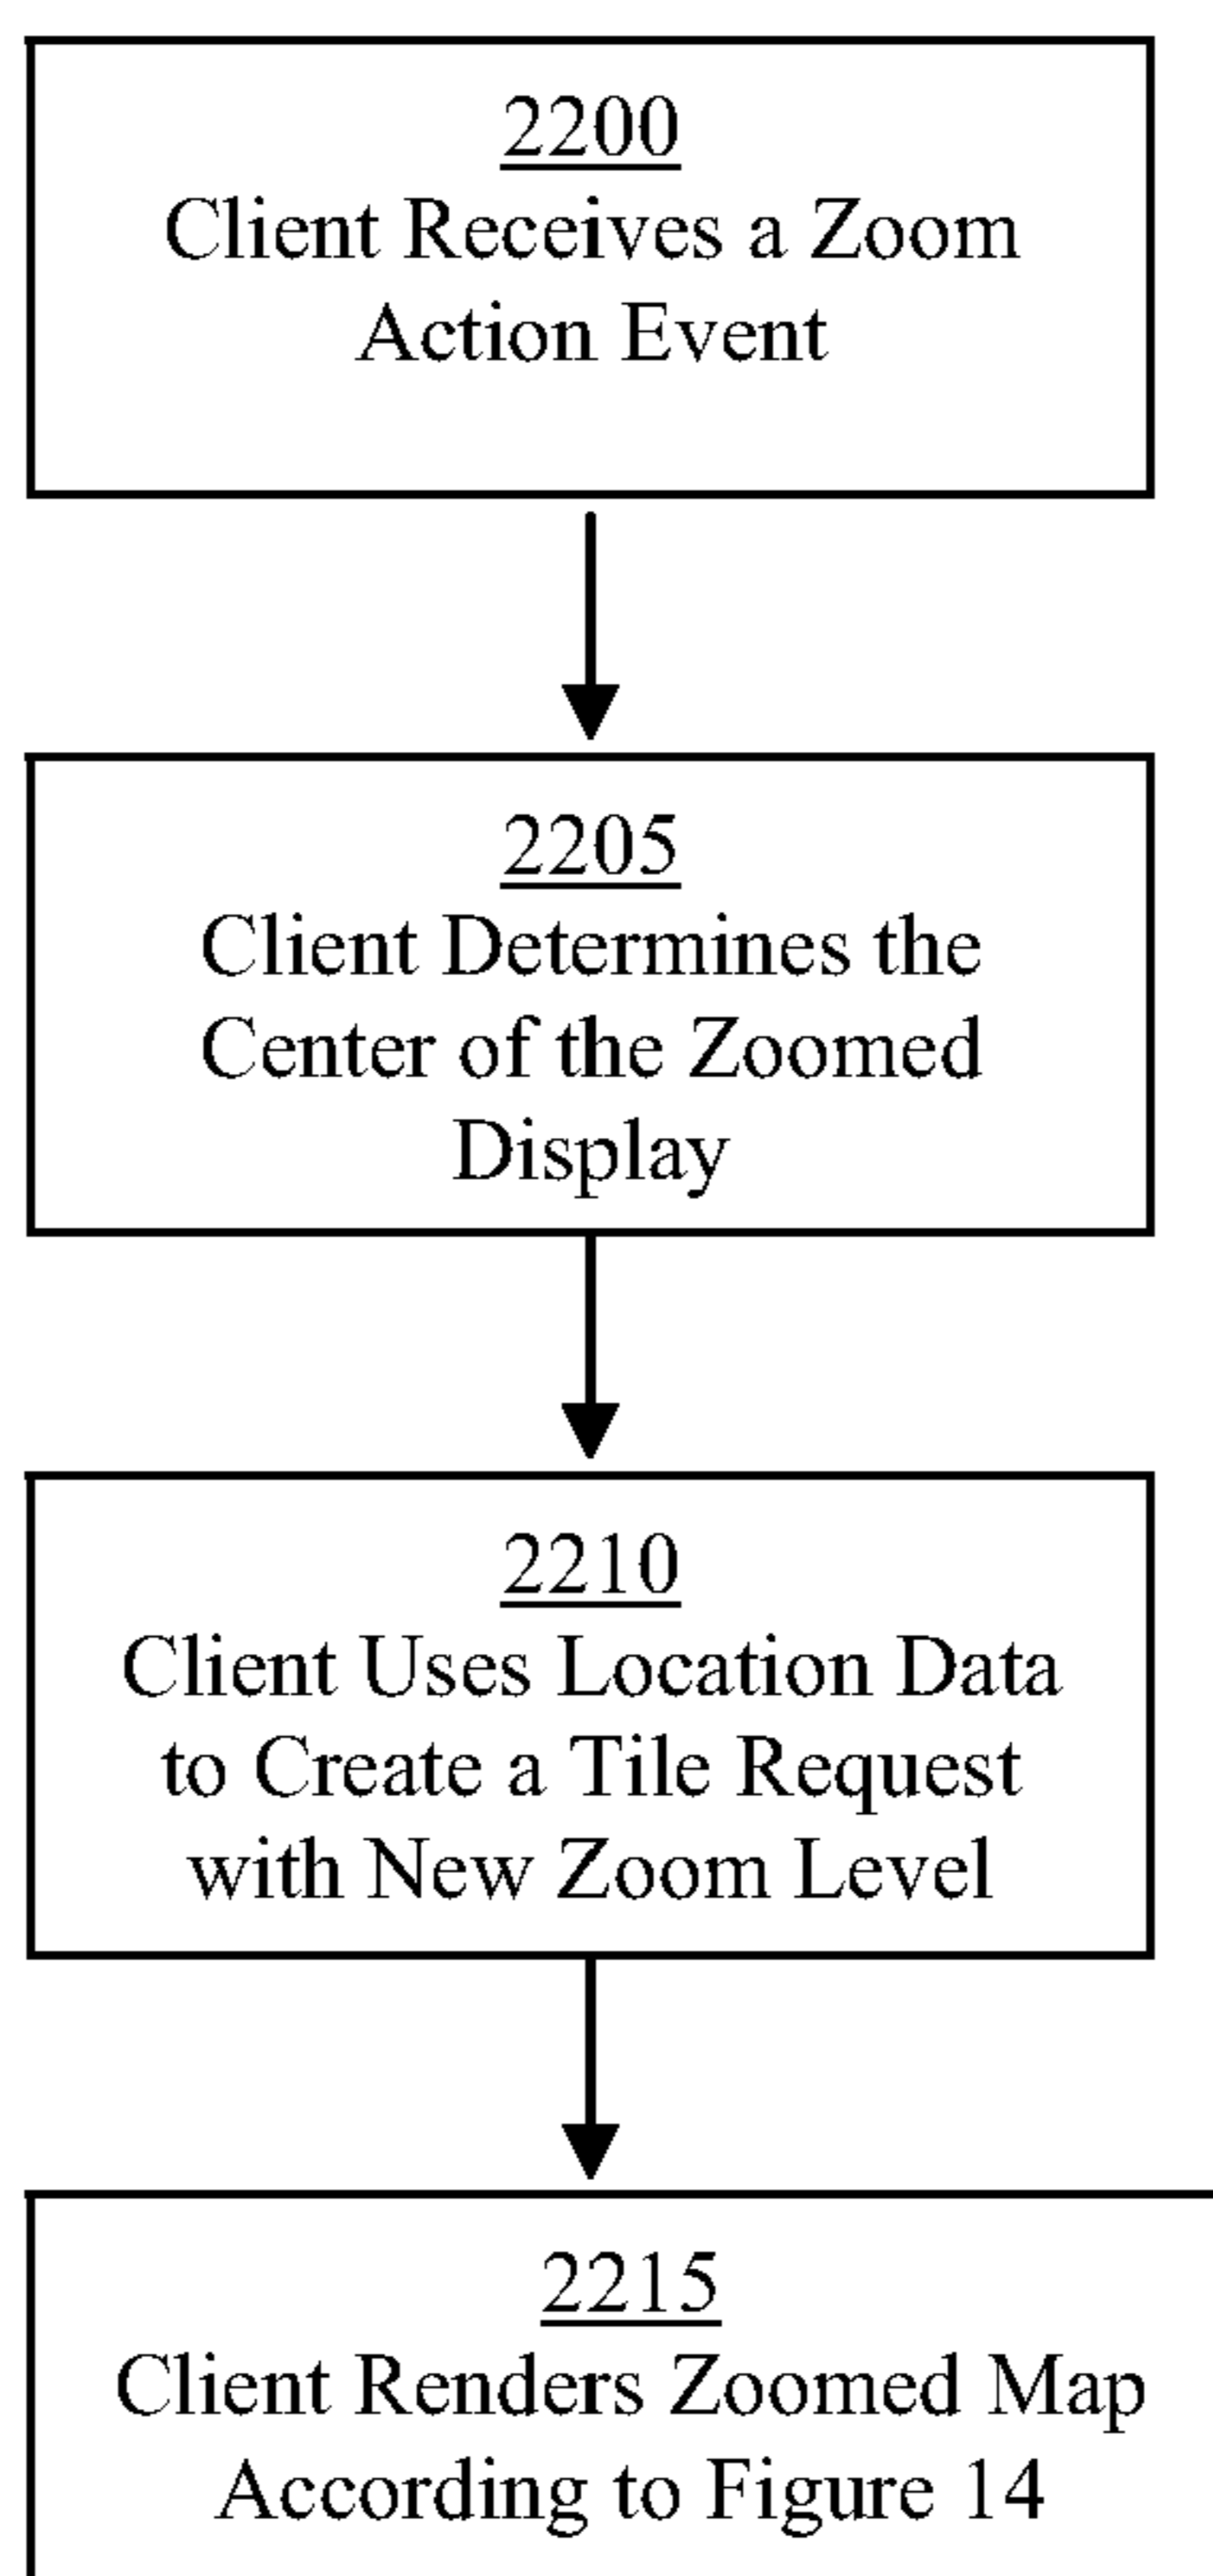 2200
Client Receives a Zoom
Action Event
2205
Client Determines the
Center of the Zoomed
Display
2210
Client Uses Location Data
to Create a Tile Request
with New Zoom Level
2215
Client Renders Zoomed Map
According to Figure 14